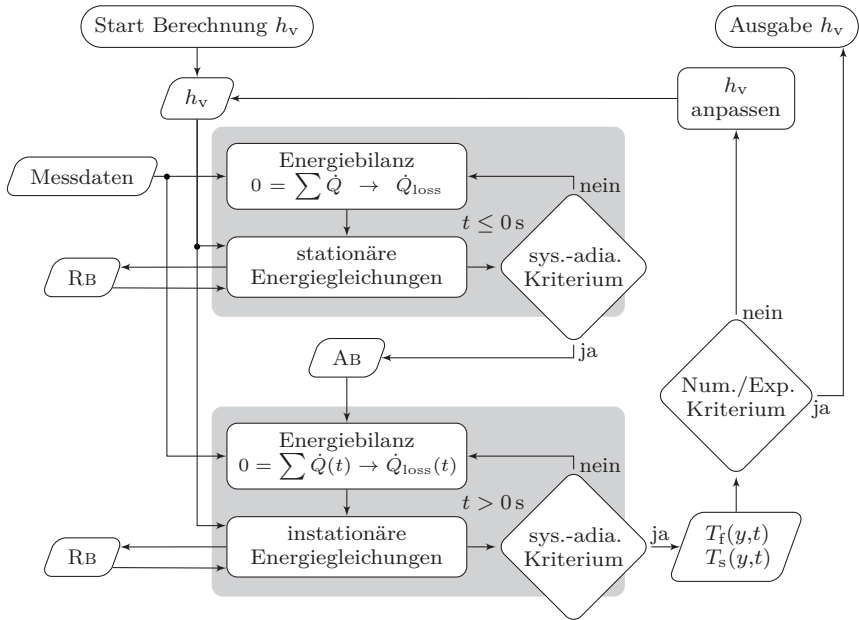 Start Berechnung h_v
Ausgabe h_v
h_v
h_v
anpassen
Messdaten
Energiebilanz
0 = ∑ Q̇ → Q̇_loss
nein
t ≤ 0 s
stationäre
Energiegleichungen
sys.-adia.
Kriterium
RB
ja
AB
nein
Num./Exp.
Kriterium
ja
Energiebilanz
0 = ∑ Q̇(t) → Q̇_loss(t)
nein
t > 0 s
instationäre
Energiegleichungen
sys.-adia.
Kriterium
ja
T_f(y,t)
T_s(y,t)
RB